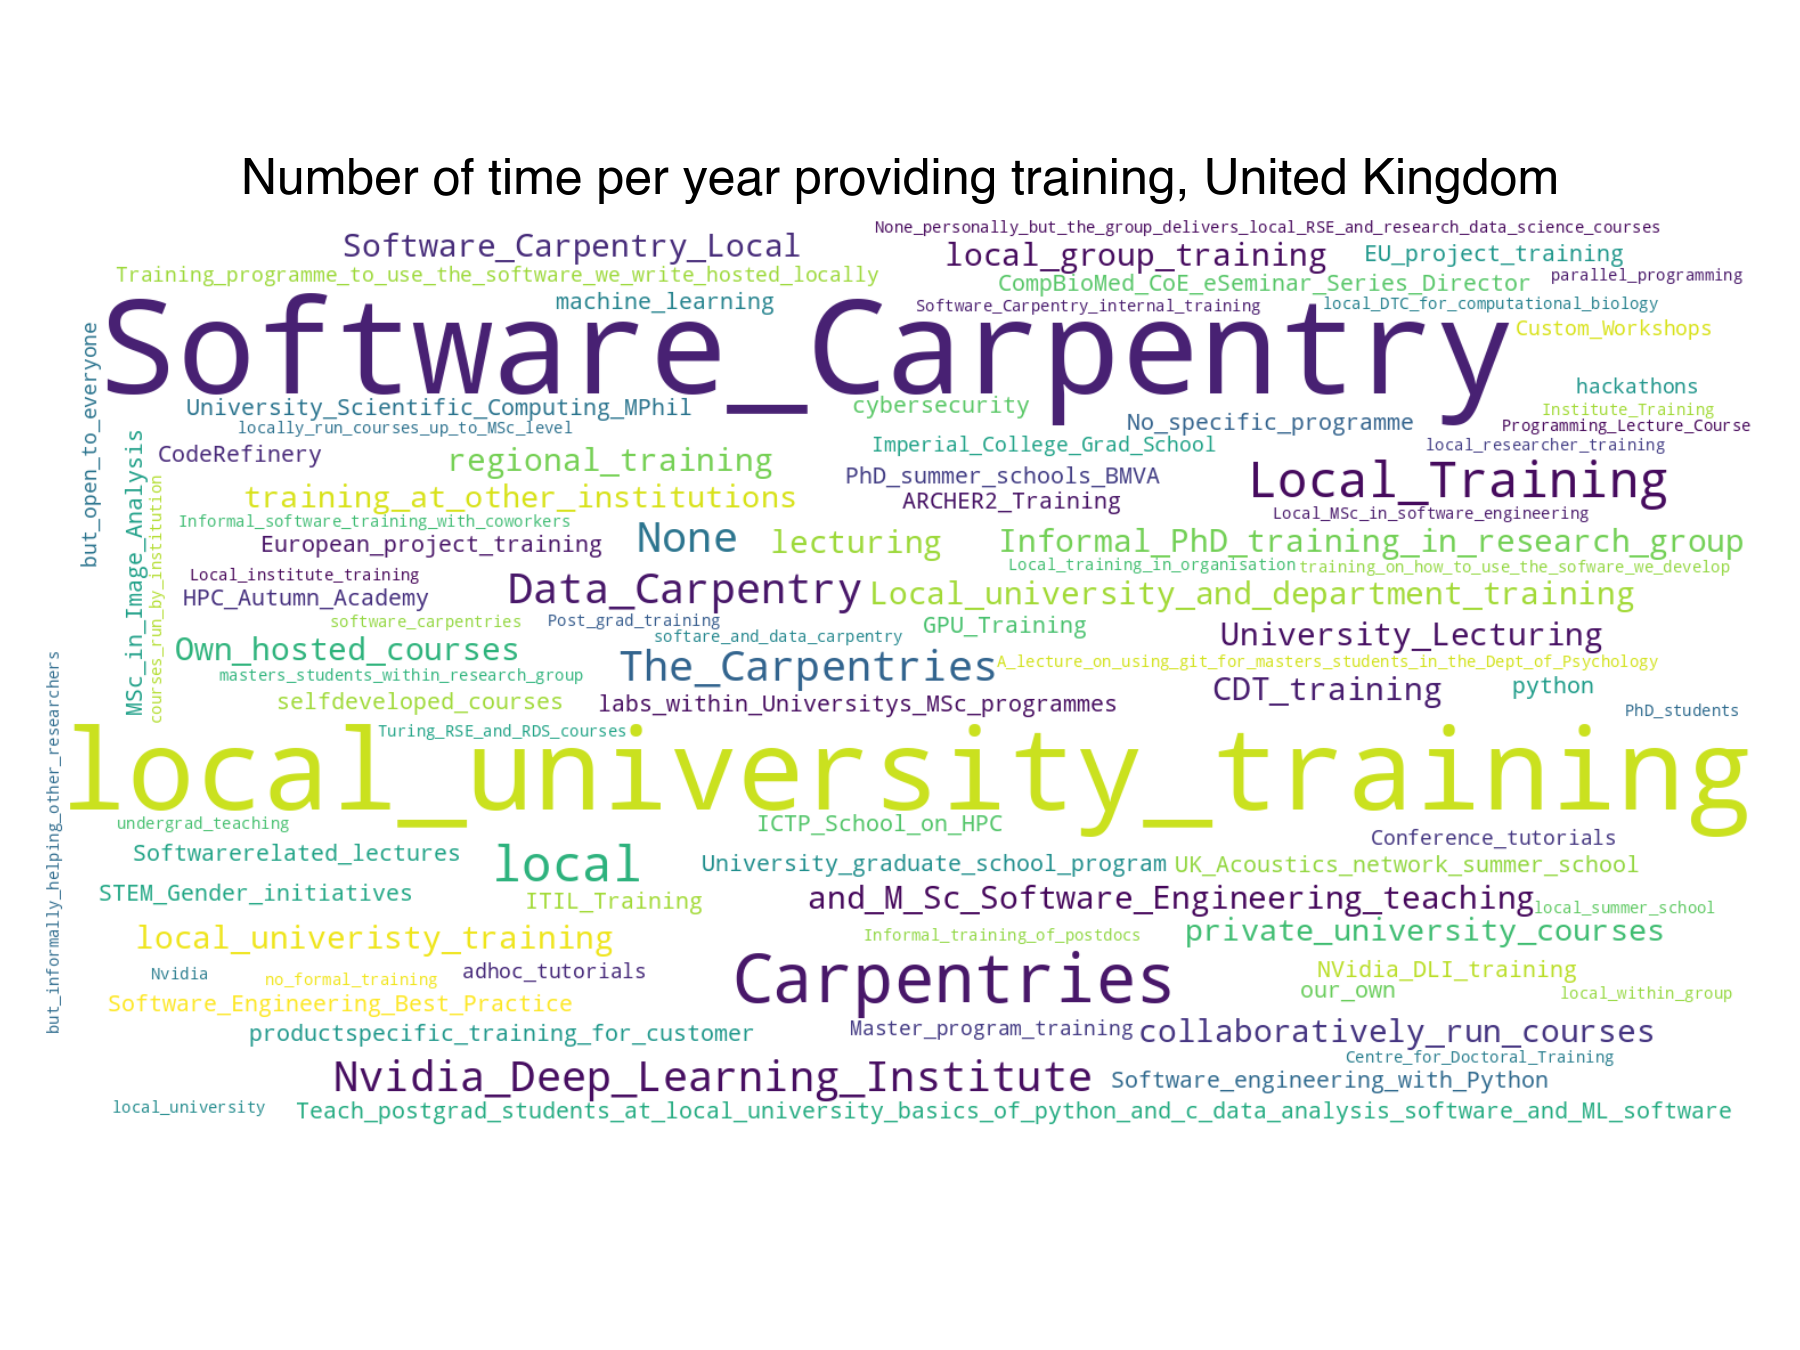 Number of time per year providing training, United Kingdom
None_personally_but_the_group_delivers_local_RSE_and_research_data_science_courses
Software_Carpentry_Local
local_group_training
EU_project_training
Training_programme_to_use_the_software_we_write_hosted_locally
CompBioMed_CoE_eSeminar_Series_Director
parallel_programming
machine_learning
Software_Carpentry_internal_training
local_DTC_for_computational_biology
Software_Carpentry
Custom_Workshops
but_open_to_everyone
hackathons
University_Scientific_Computing_MPhil
cybersecurity
Institute_Training
locally_run_courses_up_to_MSc_level
No_specific_programme
Programming_Lecture_Course
CodeRefinery
Imperial_College_Grad_School
local_researcher_training
regional_training
PhD_summer_schools_BMVA
Local_Training
MSc_in_Image_Analysis
courses_run_by_institution
training_at_other_institutions
ARCHER2_Training
Informal_software_training_with_coworkers
Local_MSc_in_software_engineering
European_project_training
None
lecturing
Informal_PhD_training_in_research_group
Local_institute_training
Local_training_in_organisation
training_on_how_to_use_the_sofware_we_develop
HPC_Autumn_Academy
Data_Carpentry
Local_university_and_department_training
software_carpentries
Post_grad_training
GPU_Training
softare_and_data_carpentry
University_Lecturing
Own_hosted_courses
The_Carpentries
A_lecture_on_using_git_for_masters_students_in_the_Dept_of_Psychology
masters_students_within_research_group
CDT_training
python
selfdeveloped_courses
labs_within_Universitys_MSc_programmes
PhD_students
but_informally_helping_other_researchers
Turing_RSE_and_RDS_courses
local_university_training
undergrad_teaching
ICTP_School_on_HPC
Conference_tutorials
Softwarerelated_lectures
local
University_graduate_school_program
UK_Acoustics_network_summer_school
STEM_Gender_initiatives
ITIL_Training
and_M_Sc_Software_Engineering_teaching
local_summer_school
local_univeristy_training
Informal_training_of_postdocs
private_university_courses
Nvidia
no_formal_training
adhoc_tutorials
Carpentries
NVidia_DLI_training
Software_Engineering_Best_Practice
our_own
local_within_group
productspecific_training_for_customer
Master_program_training
collaboratively_run_courses
Centre_for_Doctoral_Training
Nvidia_Deep_Learning_Institute
Software_engineering_with_Python
local_university
Teach_postgrad_students_at_local_university_basics_of_python_and_c_data_analysis_software_and_ML_software